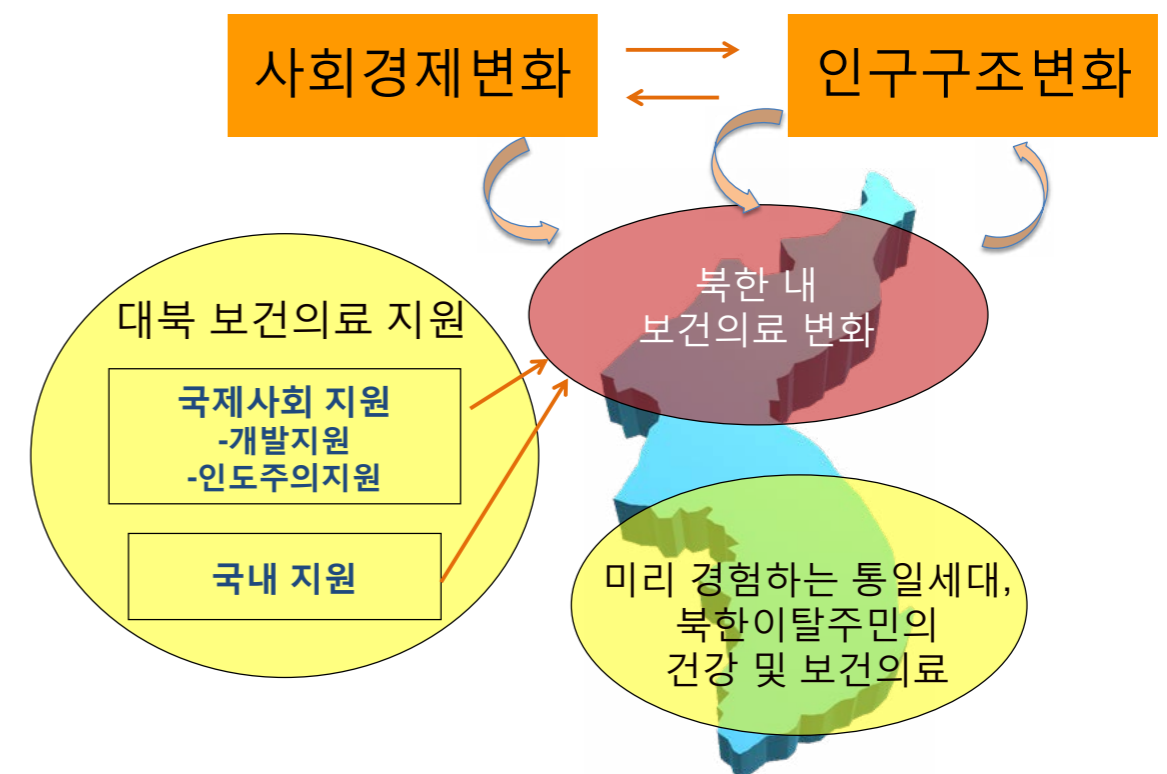 사회경제변화
인구구조변화
북한 내
보건의료 변화
대북 보건의료 지원
국제사회 지원
-개발지원
-인도주의지원
국내 지원
미리 경험하는 통일세대,
북한이탈주민의
건강 및 보건의료